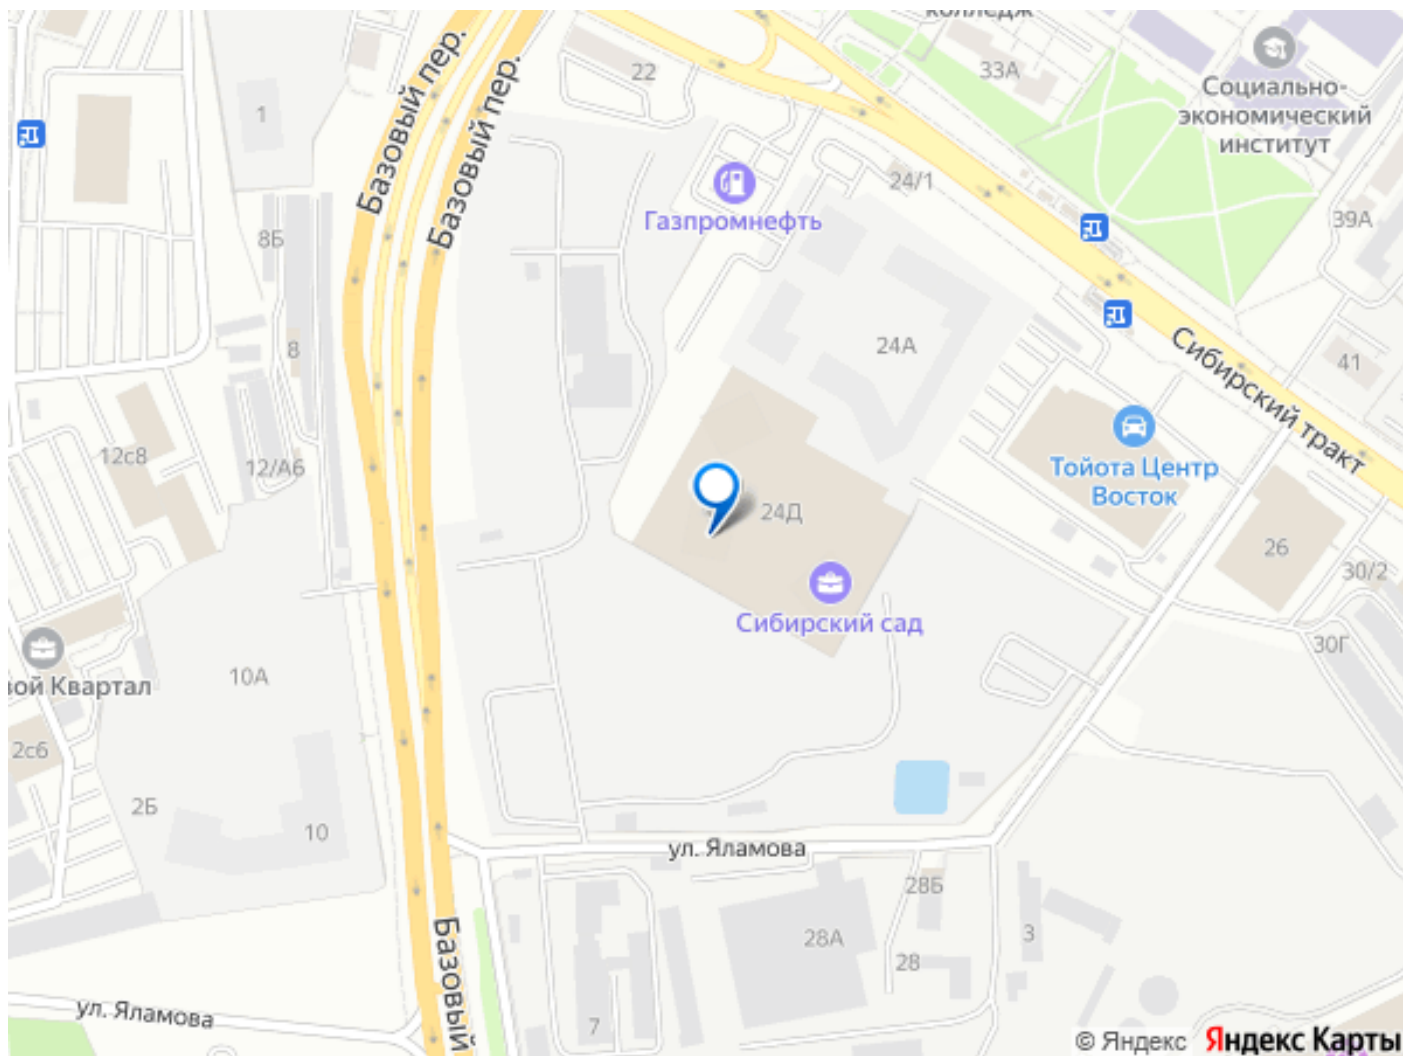 колледж
22
33А
Социально-
экономический
институт
1
Базовый пер.
Базовый пер.
24/1
Газпромнефть
39А
8Б
8
24А
41
Сибирский тракт
12с8
12/А6
Тойота Центр
Восток
24Д
26
30/2
Сибирский сад
30Г
вой Квартал
10А
2с6
2Б
10
ул. Яламова
28Б
28А
28
3
Базовый
ул. Яламова
7
© Яндекс Яндекс Карты